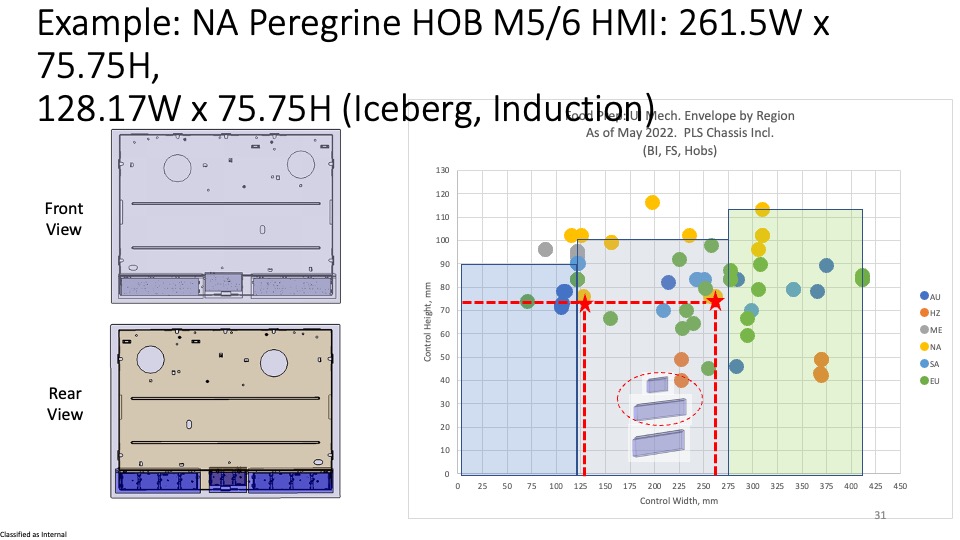 Example: NA Peregrine HOB M5/6 HMI: 261.5W x
75.75H,
128.17W x 75.75H (Iceberg, Induction)
Food Prep: UI Mech. Envelope by Region
As of May 2022.  PLS Chassis Incl.
(BI, FS, Hobs)
Front
View
Rear
View
Control Height, mm
130
120
110
100
90
80
70
60
50
40
30
20
10
0
0 25 50 75 100 125 150 175 200 225 250 275 300 325 350 375 400 425 450
Control Width, mm
AU
HZ
ME
NA
SA
EU
31
Classified as Internal